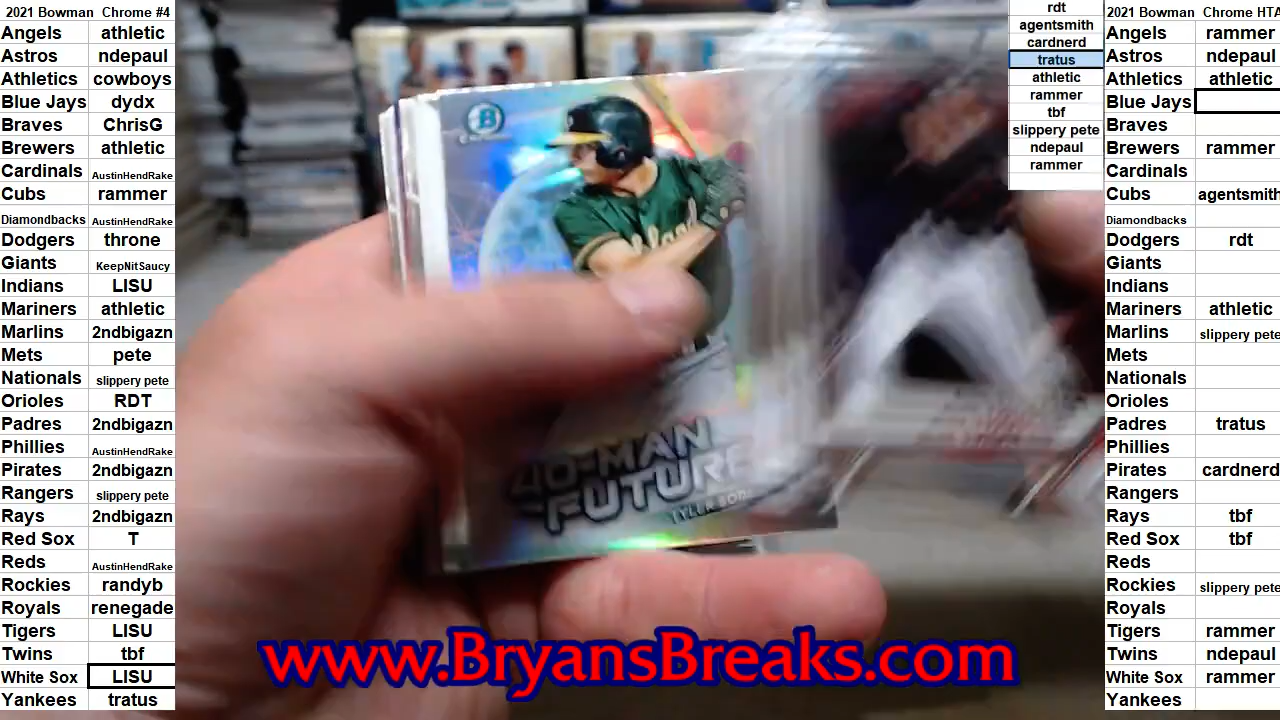 2021 Bowman Chrome #4
Angels athletic
Astros ndepaul
Athletics cowboys
Blue Jays dydx
Braves ChrisG
Brewers athletic
Cardinals AustinHendRake
Cubs rammer
Diamondbacks AustinHendRake
Dodgers throne
Giants KeepNitSaucy
Indians LISU
Mariners athletic
Marlins 2ndbigazn
Mets pete
Nationals slippery pete
Orioles RDT
Padres 2ndbigazn
Phillies AustinHendRake
Pirates 2ndbigazn
Rangers slippery pete
Rays 2ndbigazn
Red Sox T
Reds AustinHendRake
Rockies randyb
Royals renegade
Tigers LISU
Twins tbf
White Sox LISU
Yankees tratus
B
40-MAN
FUTURE
TYLER
www.BryansBreaks.com
rdt
agentsmith
cardnerd
tratus
athletic
rammer
tbf
slippery pete
ndepaul
rammer
2021 Bowman Chrome HTA
Angels rammer
Astros ndepaul
Athletics athletic
Blue Jays
Braves
Brewers rammer
Cardinals
Cubs agentsmith
Diamondbacks
Dodgers rdt
Giants
Indians
Mariners athletic
Marlins slippery pete
Mets
Nationals
Orioles
Padres tratus
Phillies
Pirates cardnerd
Rangers
Rays tbf
Red Sox tbf
Reds
Rockies slippery pete
Royals
Tigers rammer
Twins ndepaul
White Sox rammer
Yankees